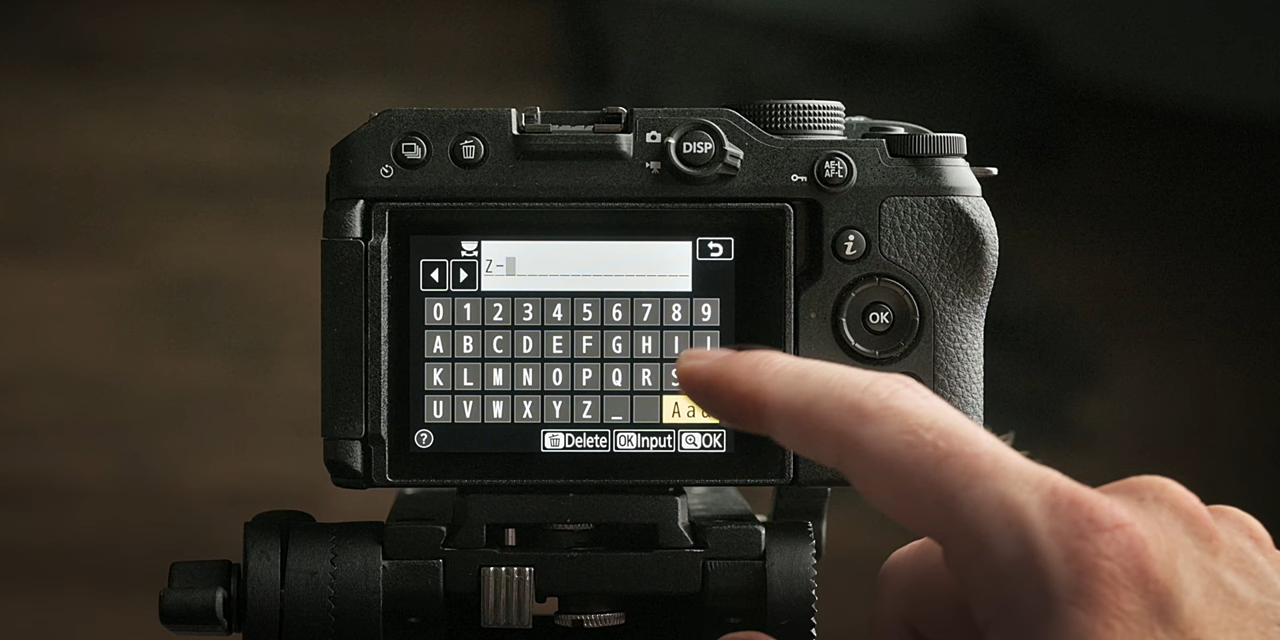 DISP
AE-L
AF-L
i
Z-
OK
0 1 2 3 4 5 6 7 8 9
A B C D E F G H I J
K L M N O P Q R S
U V W X Y Z _
A a
? Delete OK Input OK